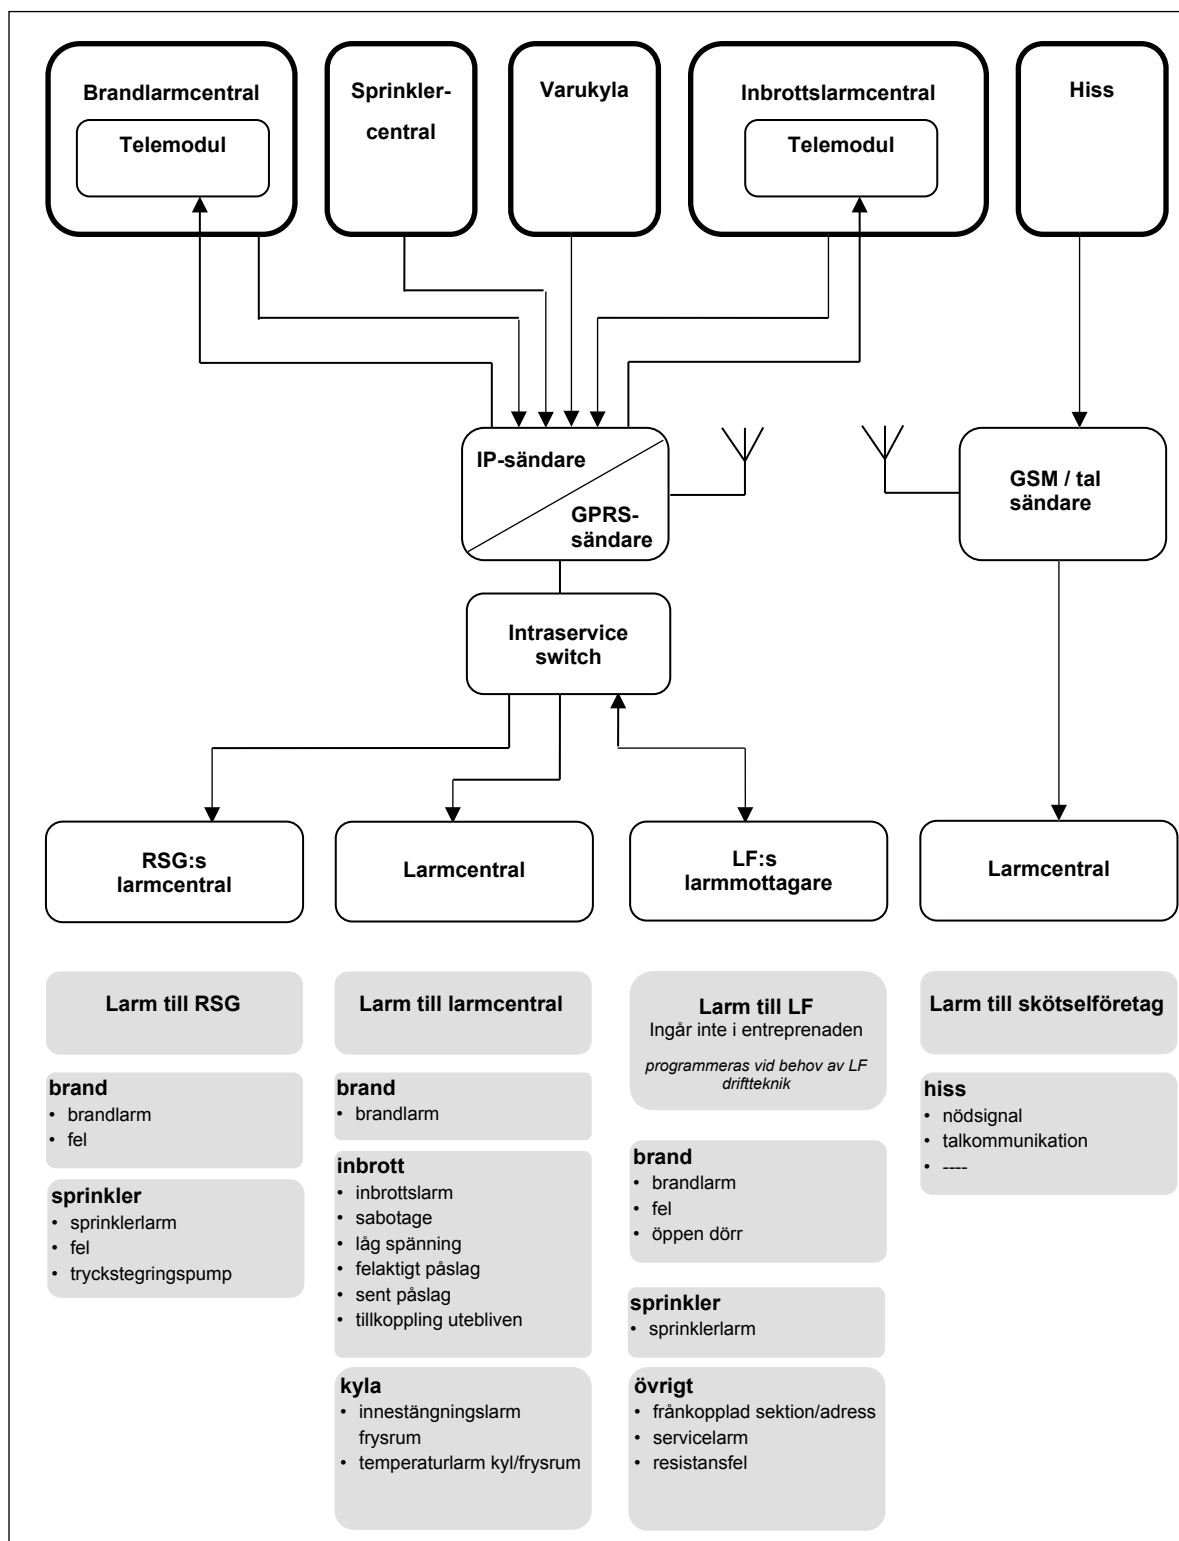 Brandlarmcentral
Telemodul
Sprinkler-
central
Varukyla
Inbrottslarmcentral
Telemodul
Hiss
IP-sändare
GPRS-
sändare
GSM / tal
sändare
Intraservice
switch
RSG:s
larmcentral
Larmcentral
LF:s
larmmottagare
Larmcentral
Larm till RSG
brand
• brandlarm
• fel
sprinkler
• sprinklerlarm
• fel
• tryckstegringspump
Larm till larmcentral
brand
• brandlarm
inbrott
• inbrottslarm
• sabotage
• låg spänning
• felaktigt påslag
• sent påslag
• tillkoppling utebliven
kyla
• innestängningslarm
frysrum
• temperaturlarm kyl/frysrum
Larm till LF
Ingår inte i entreprenaden
programmeras vid behov av LF
driftteknik
brand
• brandlarm
• fel
• öppen dörr
sprinkler
• sprinklerlarm
övrigt
• frånkopplad sektion/adress
• servicelarm
• resistansfel
Larm till skötselföretag
hiss
• nödsignal
• talkommunikation
• ----